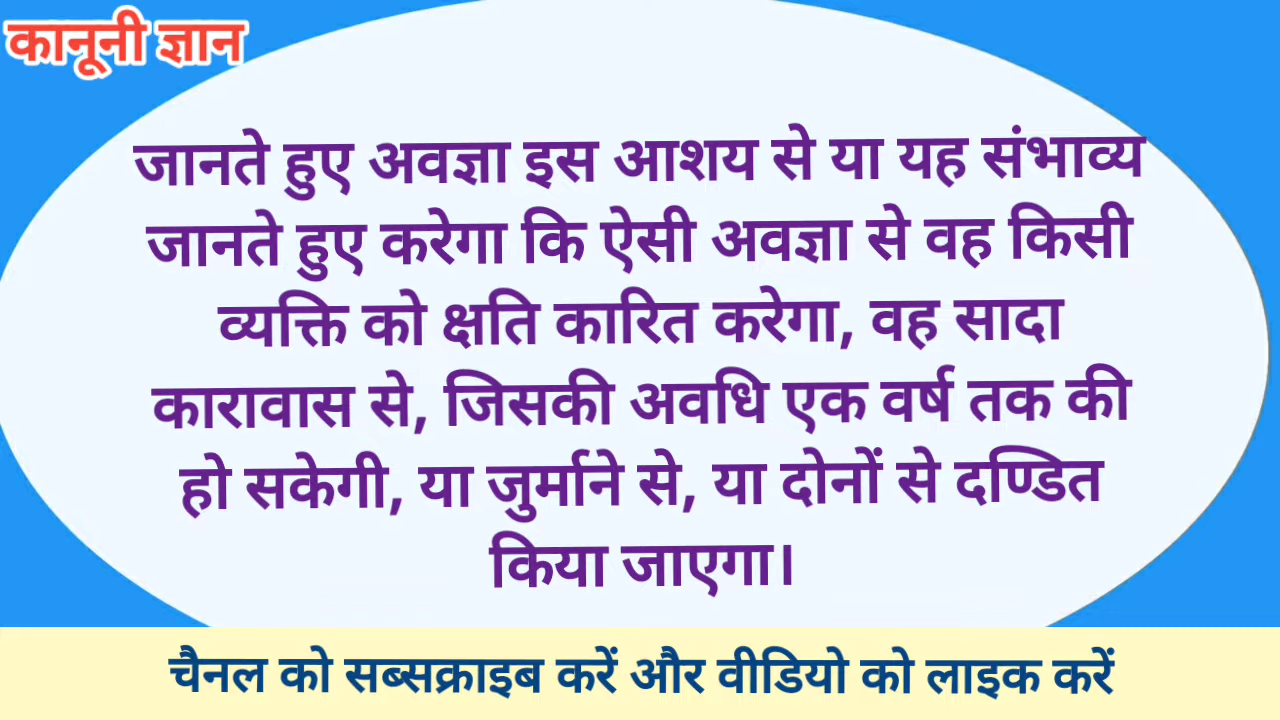 कानूनी ज्ञान
जानते हुए अवज्ञा इस आशय से या यह संभाव्य
जानते हुए करेगा कि ऐसी अवज्ञा से वह किसी
व्यक्ति को क्षति कारित करेगा, वह सादा
कारावास से, जिसकी अवधि एक वर्ष तक की
हो सकेगी, या जुर्माने से, या दोनों से दण्डित
किया जाएगा।
चैनल को सब्सक्राइब करें और वीडियो को लाइक करें